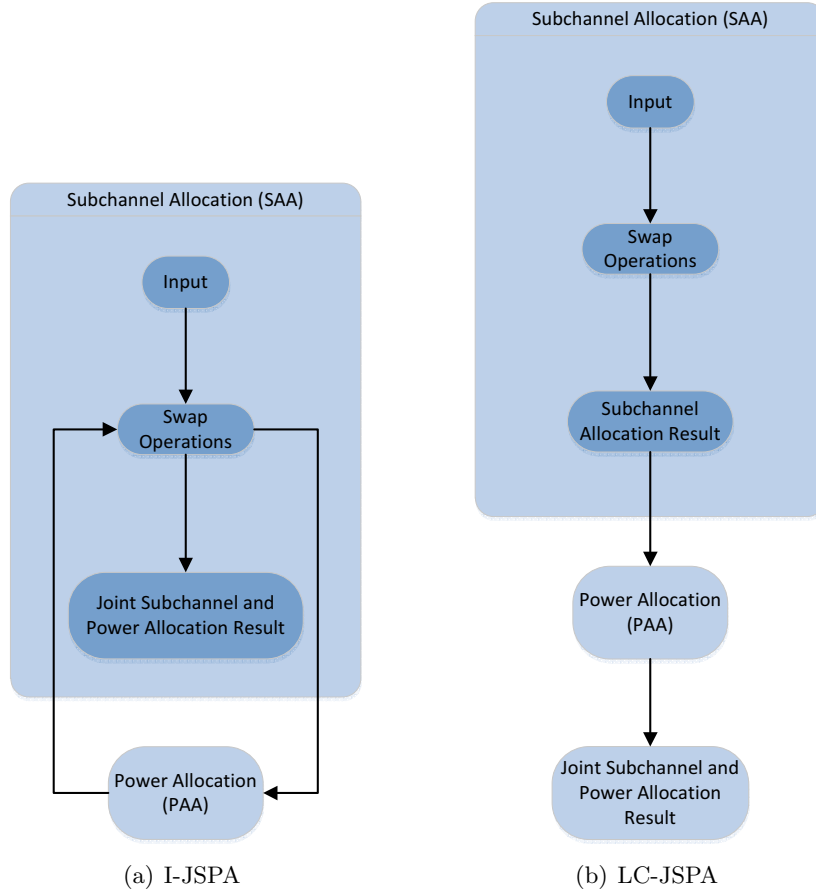 Subchannel Allocation (SAA)
Input
Swap
Operations
Joint Subchannel and
Power Allocation Result
Power Allocation
(PAA)
(a) I-JSPA
Subchannel Allocation (SAA)
Input
Swap
Operations
Subchannel
Allocation Result
Power Allocation
(PAA)
Joint Subchannel and
Power Allocation
Result
(b) LC-JSPA